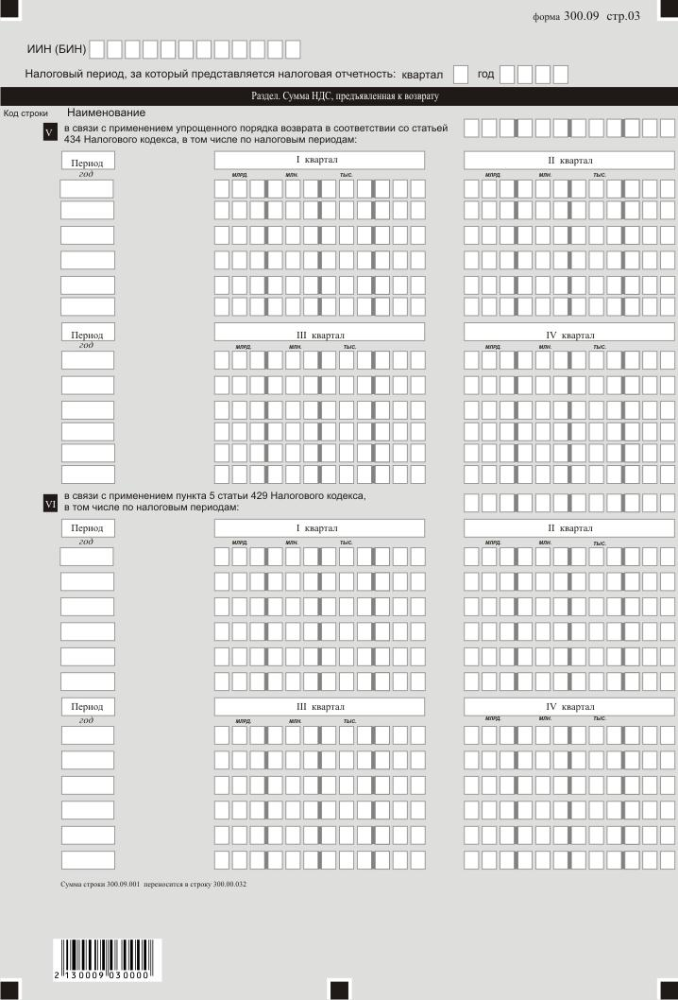 форма 300.09 стр.03
ИИН (БИН)
Налоговый период, за который представляется налоговая отчетность: квартал год
Раздел. Сумма НДС, предъявленная к возврату
Код строки Наименование
V в связи с применением упрощенного порядка возврата в соответствии со статьей
434 Налогового кодекса, в том числе по налоговым периодам:
Период I квартал II квартал
год МЛРД. МЛН. ТЫС. МЛРД. МЛН. ТЫС.
Период III квартал IV квартал
год МЛРД. МЛН. ТЫС. МЛРД. МЛН. ТЫС.
VI в связи с применением пункта 5 статьи 429 Налогового кодекса,
в том числе по налоговым периодам:
Период I квартал II квартал
год МЛРД. МЛН. ТЫС. МЛРД. МЛН. ТЫС.
Период III квартал IV квартал
год МЛРД. МЛН. ТЫС. МЛРД. МЛН. ТЫС.
Сумма строки 300.09.001 переносится в строку 300.00.032
2 130009 030000